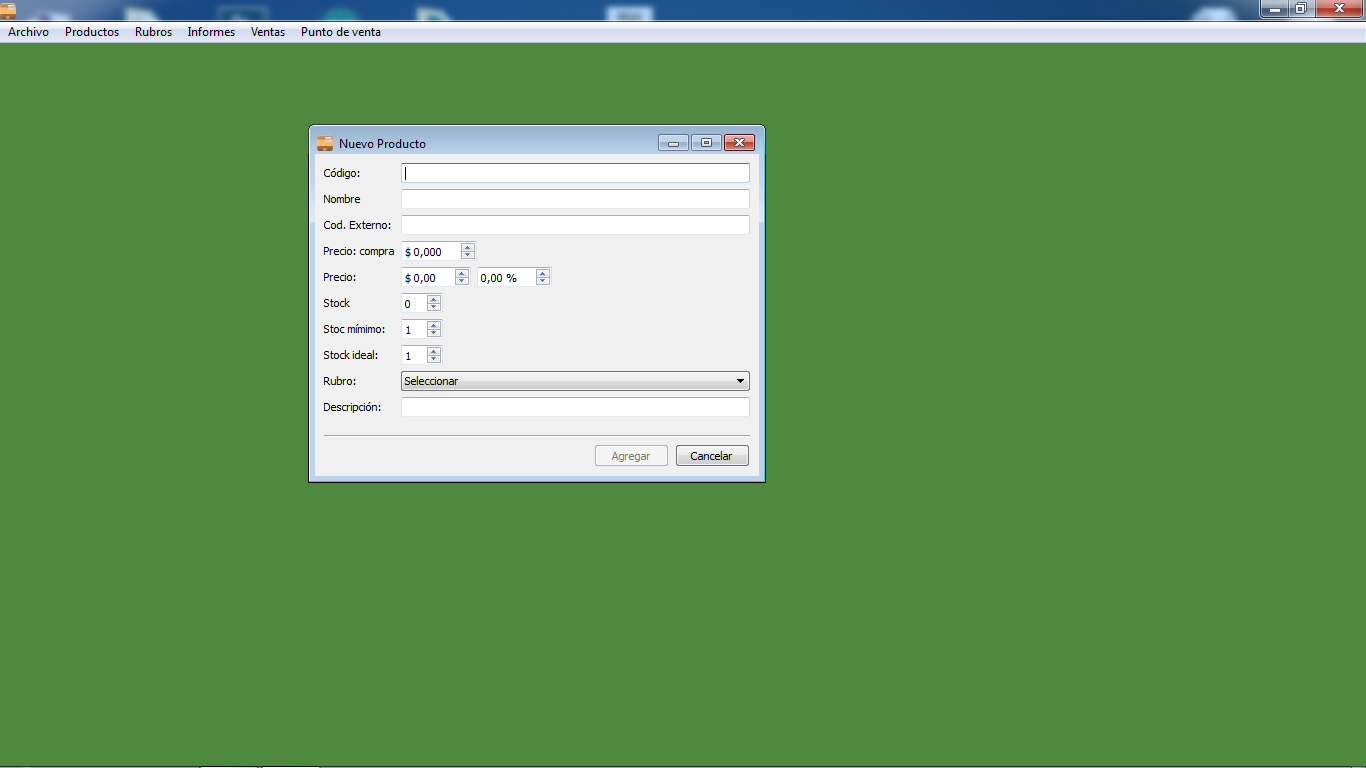 Archivo Productos Rubros Informes Ventas Punto de venta
Nuevo Producto
Código:
Nombre
Cod. Externo:
Precio: compra $ 0,000
Precio: $ 0,00 0,00 %
Stock 0
Stoc mínimo: 1
Stock ideal: 1
Rubro: Seleccionar
Descripción:
Agregar Cancelar